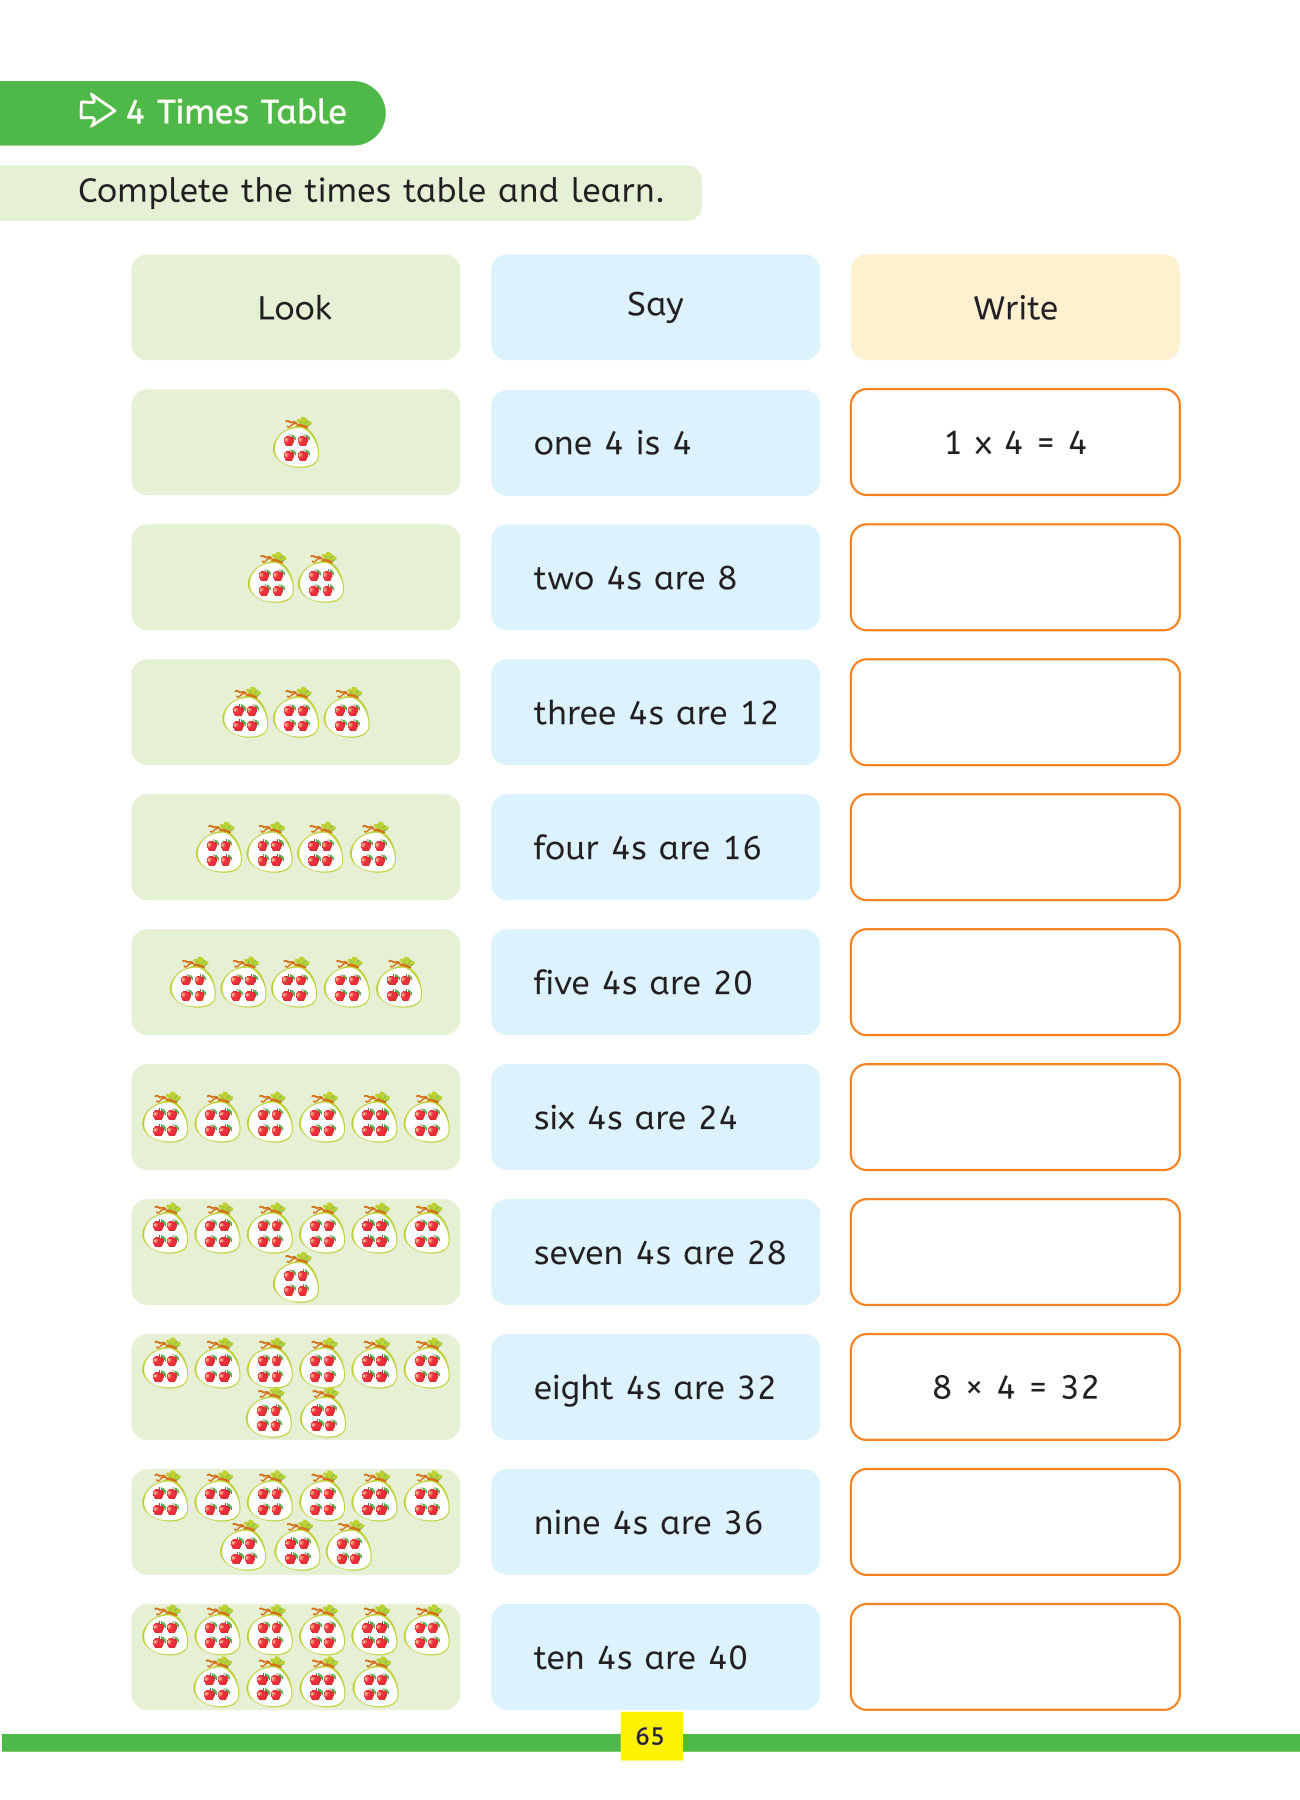 4 Times Table
Complete the times table and learn.
Look
Say
Write
one 4 is 4
1 x 4 = 4
two 4s are 8
three 4s are 12
four 4s are 16
five 4s are 20
six 4s are 24
seven 4s are 28
eight 4s are 32
8 × 4 = 32
nine 4s are 36
ten 4s are 40
65